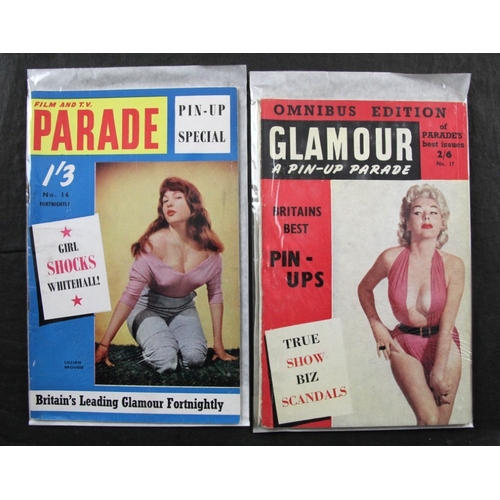 FILM AND T.V.
PARADE
PIN-UP
SPECIAL
1'3
No. 16
FORTNIGHTLY
GIRL
SHOCKS
WHITEHALL!
LILLIAN
Britain's Leading Glamour Fortnightly
OMNIBUS EDITION
GLAMOUR
A PIN-UP PARADE
of
PARADE'S
best issues
2/6
No. 17
BRITAINS
BEST
PIN-
UPS
TRUE
SHOW
BIZ
SCANDALS